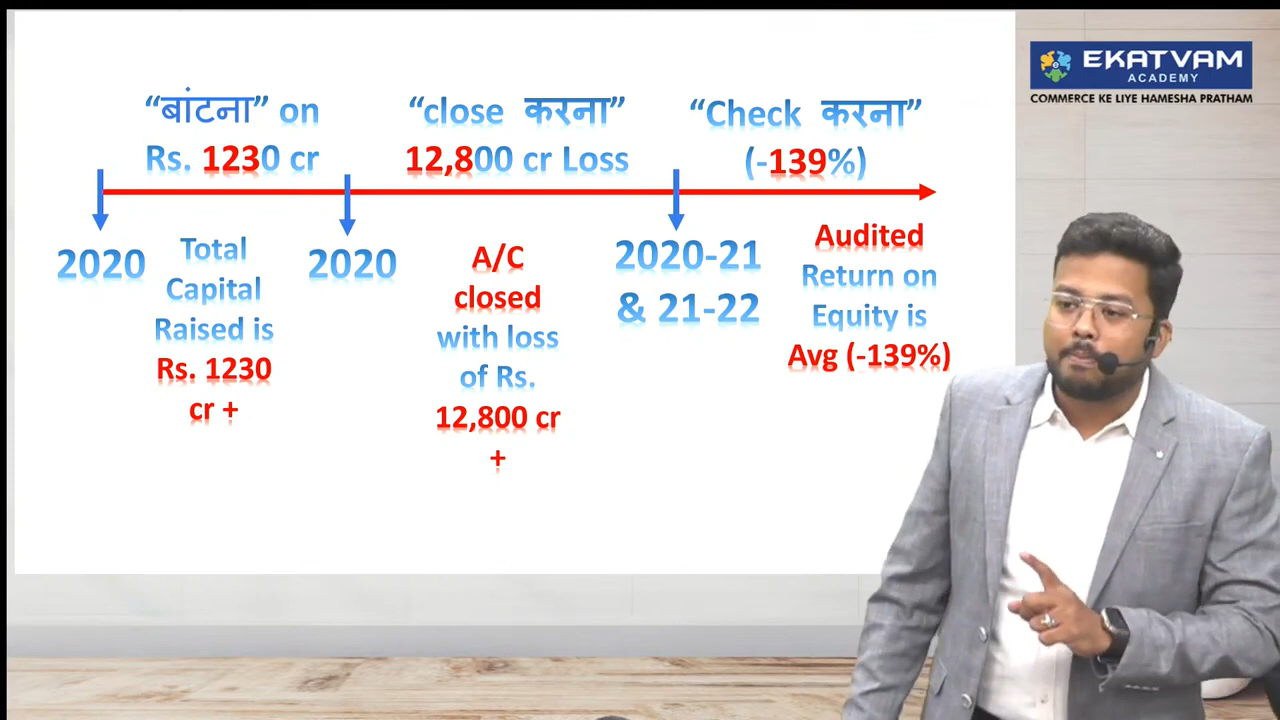 EKATVAM
ACADEMY
COMMERCE KE LIYE HAMESHA PRATHAM
“बांटना” on
Rs. 1230 cr
“close करना”
12,800 cr Loss
“Check करना”
(-139%)
2020
Total
Capital
Raised is
Rs. 1230
cr +
2020
A/C
closed
with loss
of Rs.
12,800 cr
+
2020-21
& 21-22
Audited
Return on
Equity is
Avg (-139%)